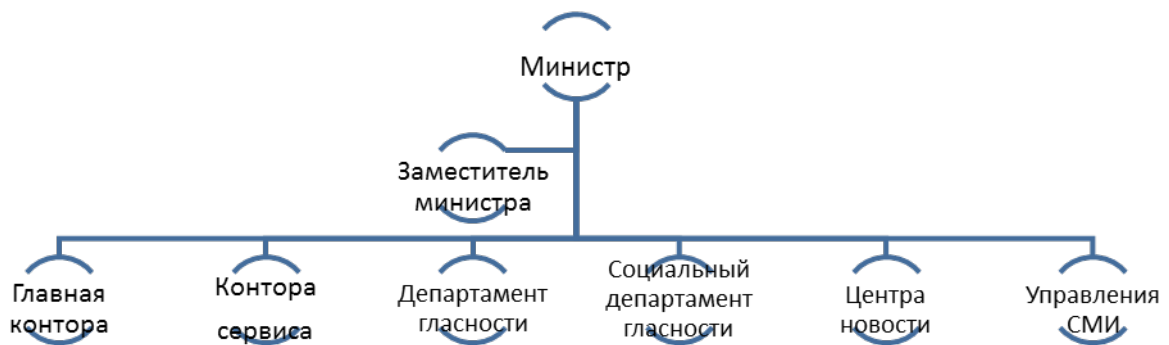 Министр
Заместитель
министра
Главная
контора
Контора
сервиса
Департамент
гласности
Социальный
департамент
гласности
Центра
новости
Управления
СМИ